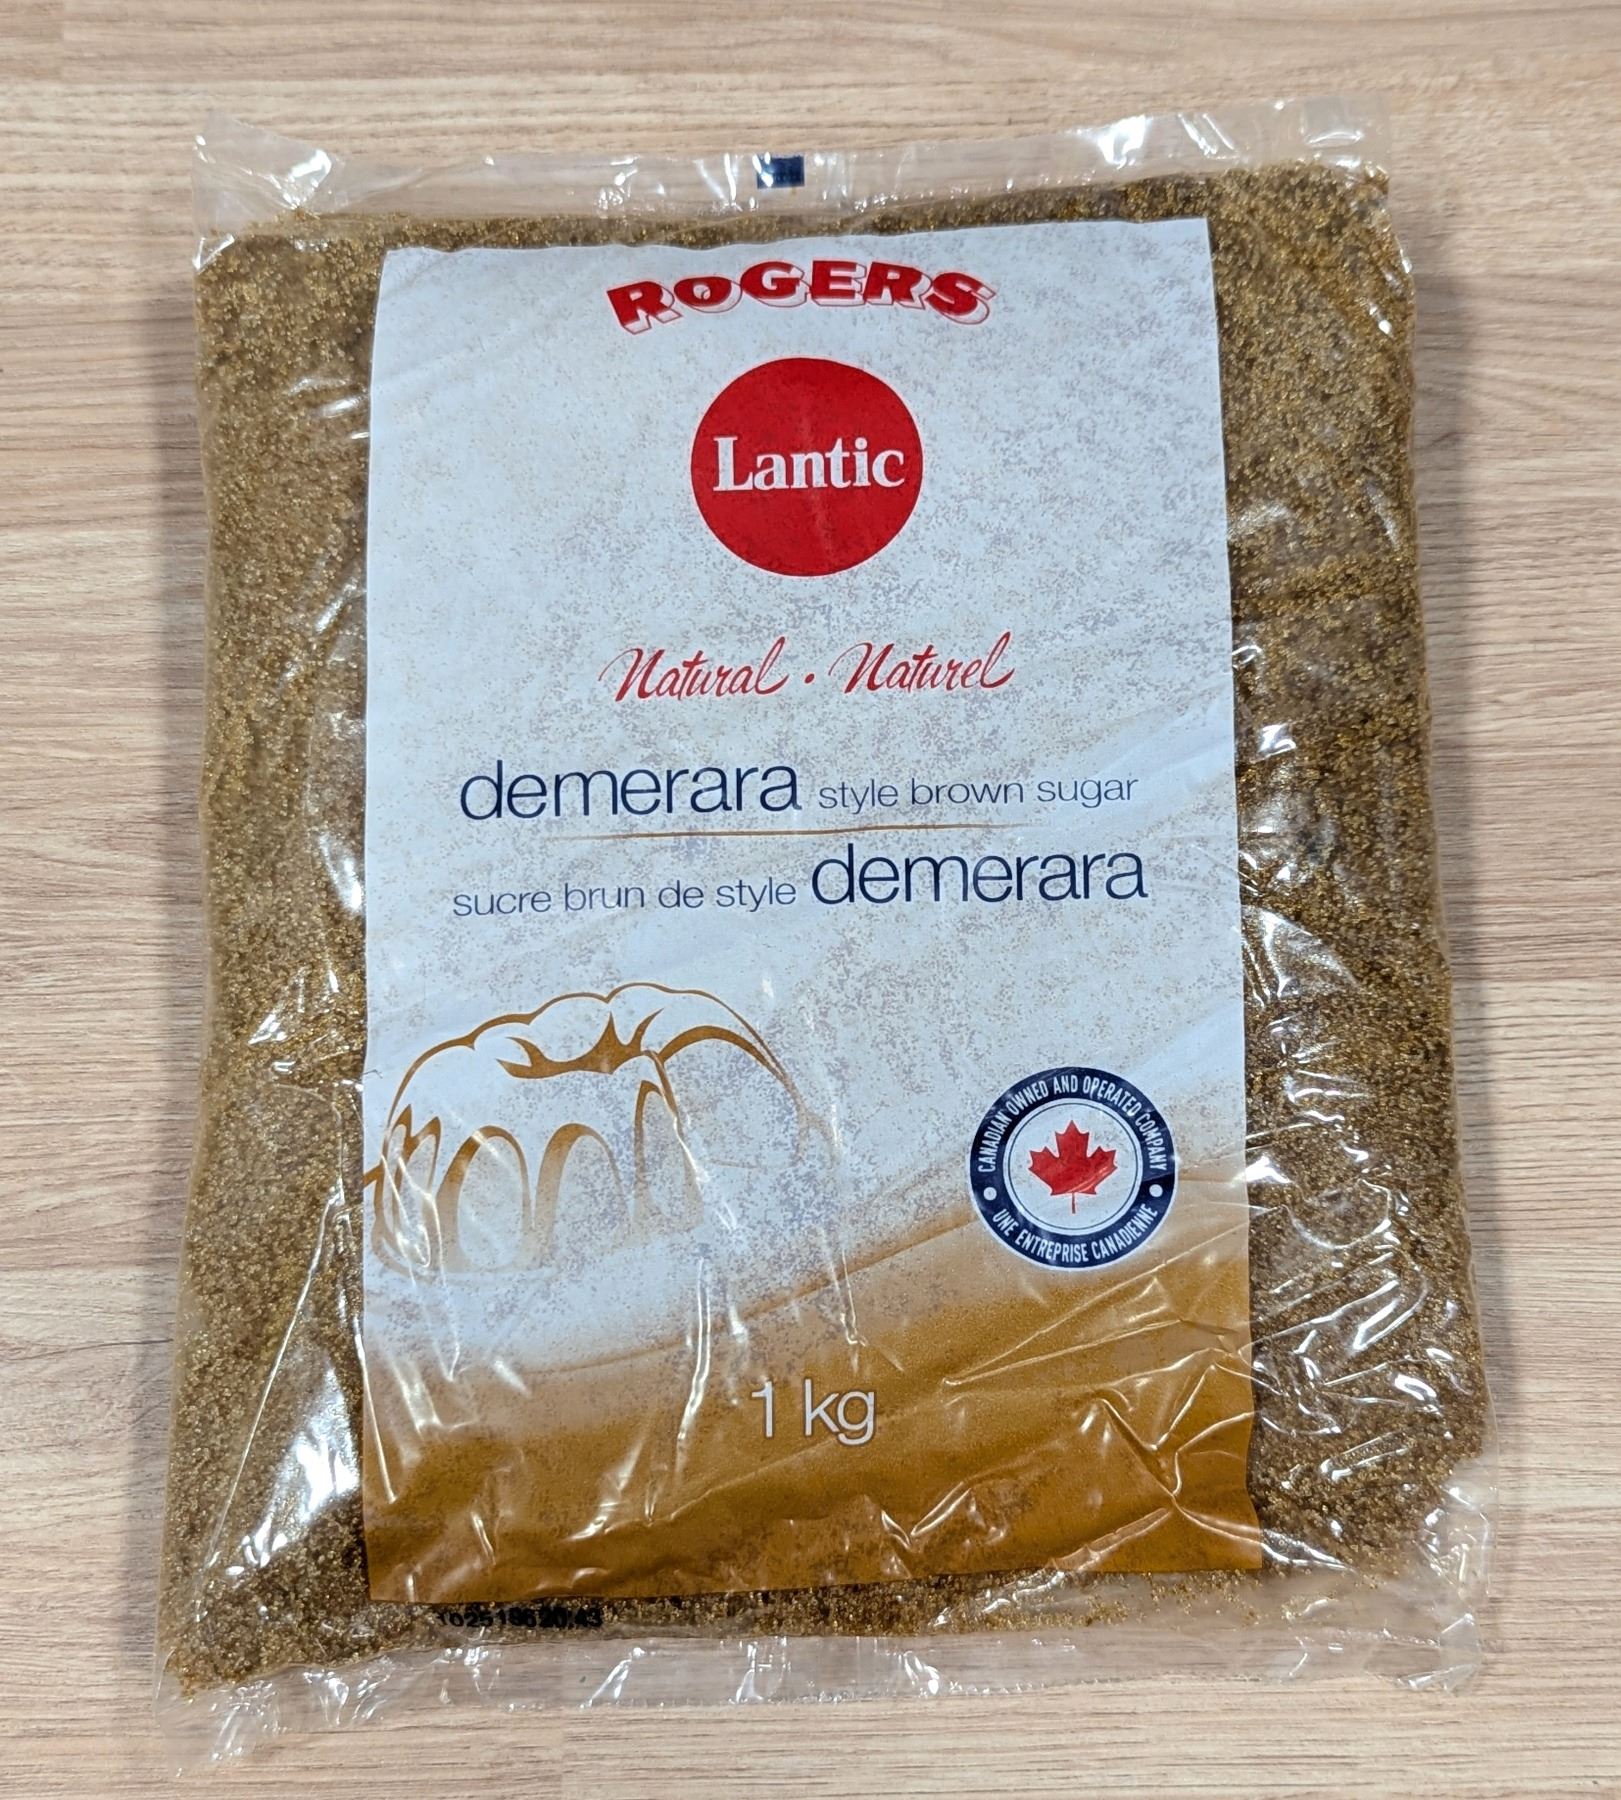 ROGERS
Lantic
Natural · Naturel
demerara style brown sugar
sucre brun de style demerara
CANADIAN OWNED AND OPERATED COMPANY
• UNE ENTREPRISE CANADIENNE •
1 kg